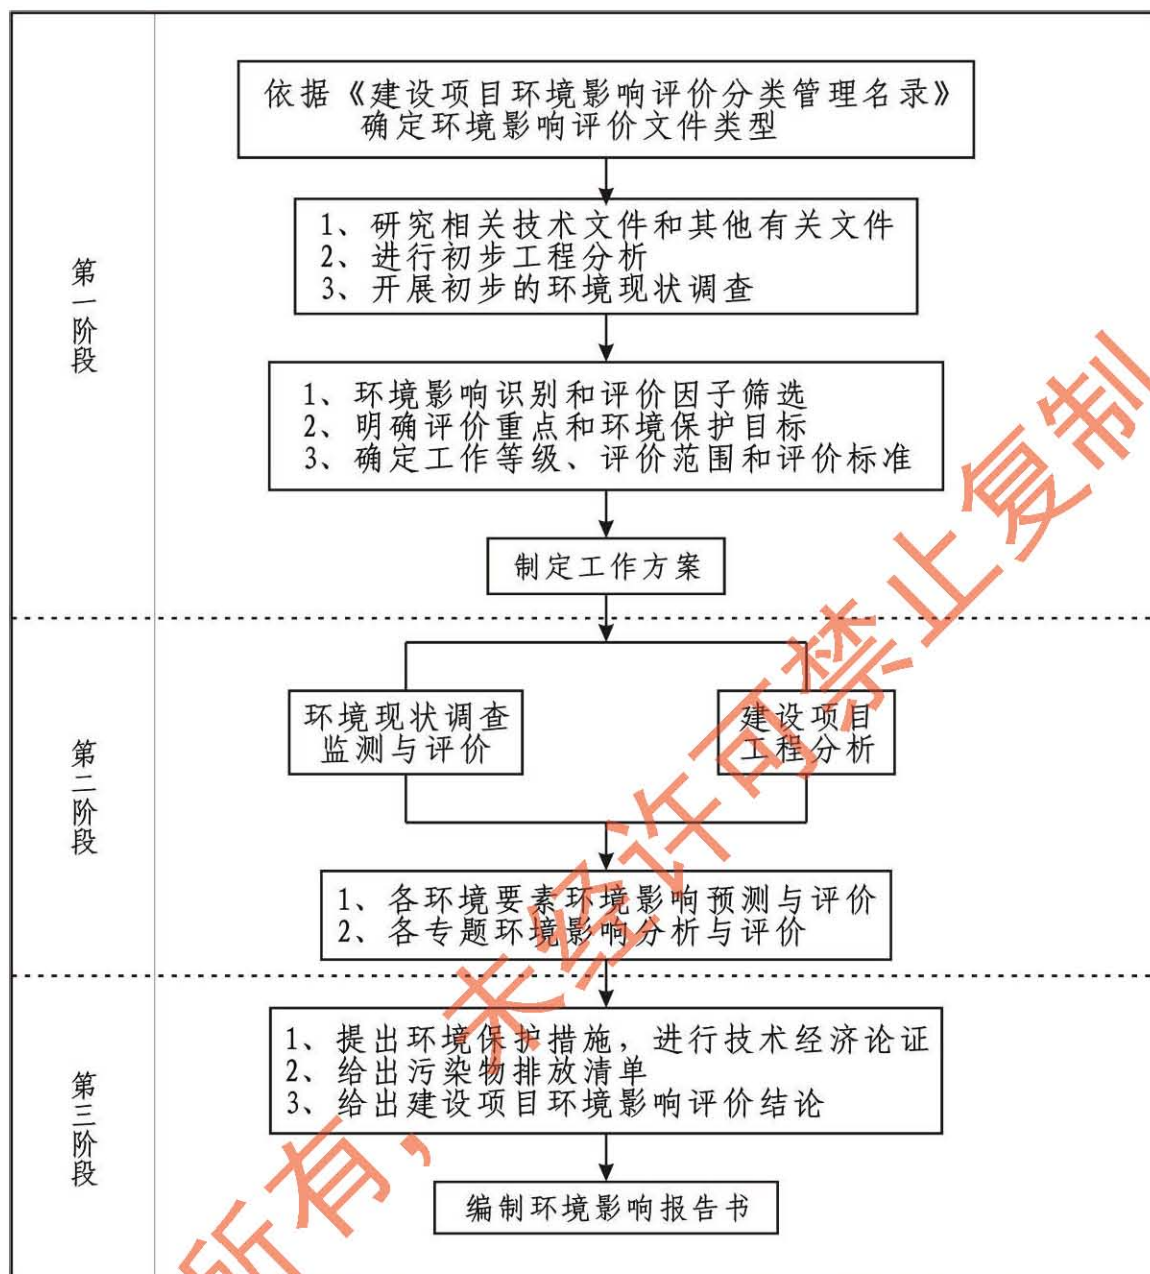 依据《建设项目环境影响评价分类管理名录》
确定环境影响评价文件类型
第一阶段
1、研究相关技术文件和其他有关文件
2、进行初步工程分析
3、开展初步的环境现状调查
1、环境影响识别和评价因子筛选
2、明确评价重点和环境保护目标
3、确定工作等级、评价范围和评价标准
制定工作方案
第二阶段
环境现状调查
监测与评价
建设项目
工程分析
1、各环境要素环境影响预测与评价
2、各专题环境影响分析与评价
第三阶段
1、提出环境保护措施，进行技术经济论证
2、给出污染物排放清单
3、给出建设项目环境影响评价结论
编制环境影响报告书
所有，未经许可禁止复制